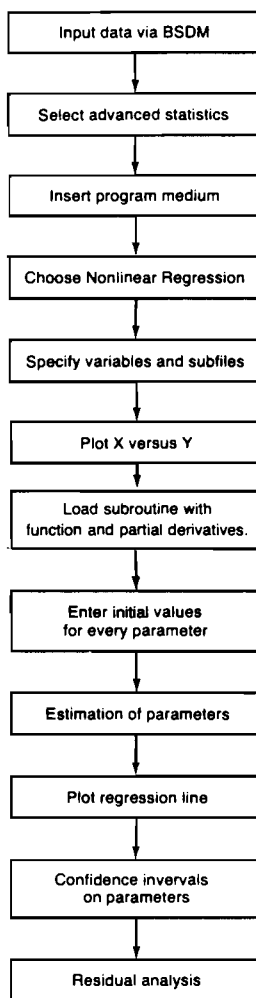 Input data via BSDM
Select advanced statistics
Insert program medium
Choose Nonlinear Regression
Specify variables and subfiles
Plot X versus Y
Load subroutine with
function and partial derivatives.
Enter initial values
for every parameter
Estimation of parameters
Plot regression line
Confidence invervals
on parameters
Residual analysis